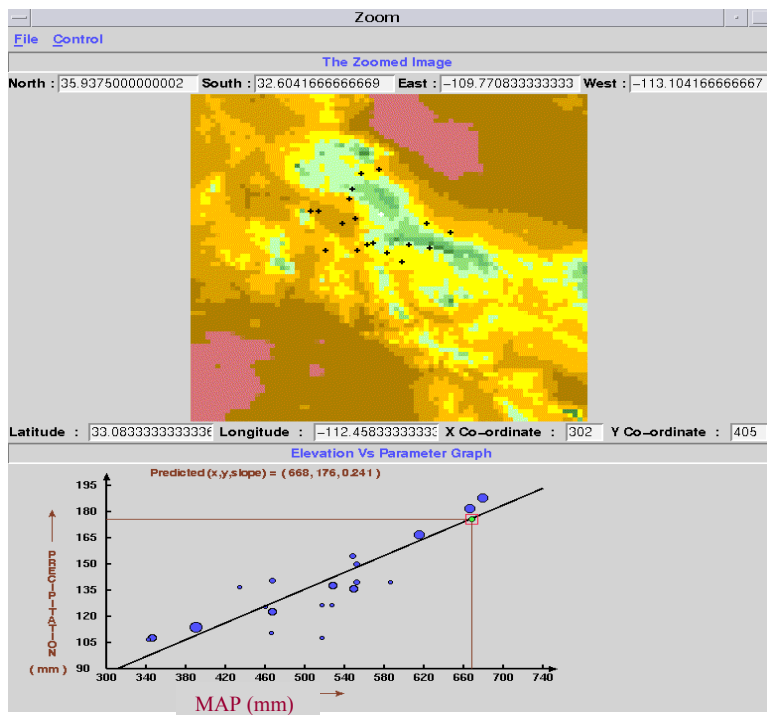 Zoom
File Control
The Zoomed Image
North : 35.9375000000002 South : 32.6041666666669 East : -109.770833333333 West : -113.104166666667
Latitude : 33.0833333333333 Longitude : -112.4583333333 X Co-ordinate : 302 Y Co-ordinate : 405
Elevation Vs Parameter Graph
Predicted (x,y,slope) = ( 668, 176, 0.241 )
195
180
165
150
135
120
105
90
PRECIPITATION
( mm )
300 340 380 420 460 500 540 580 620 660 700 740
MAP (mm)